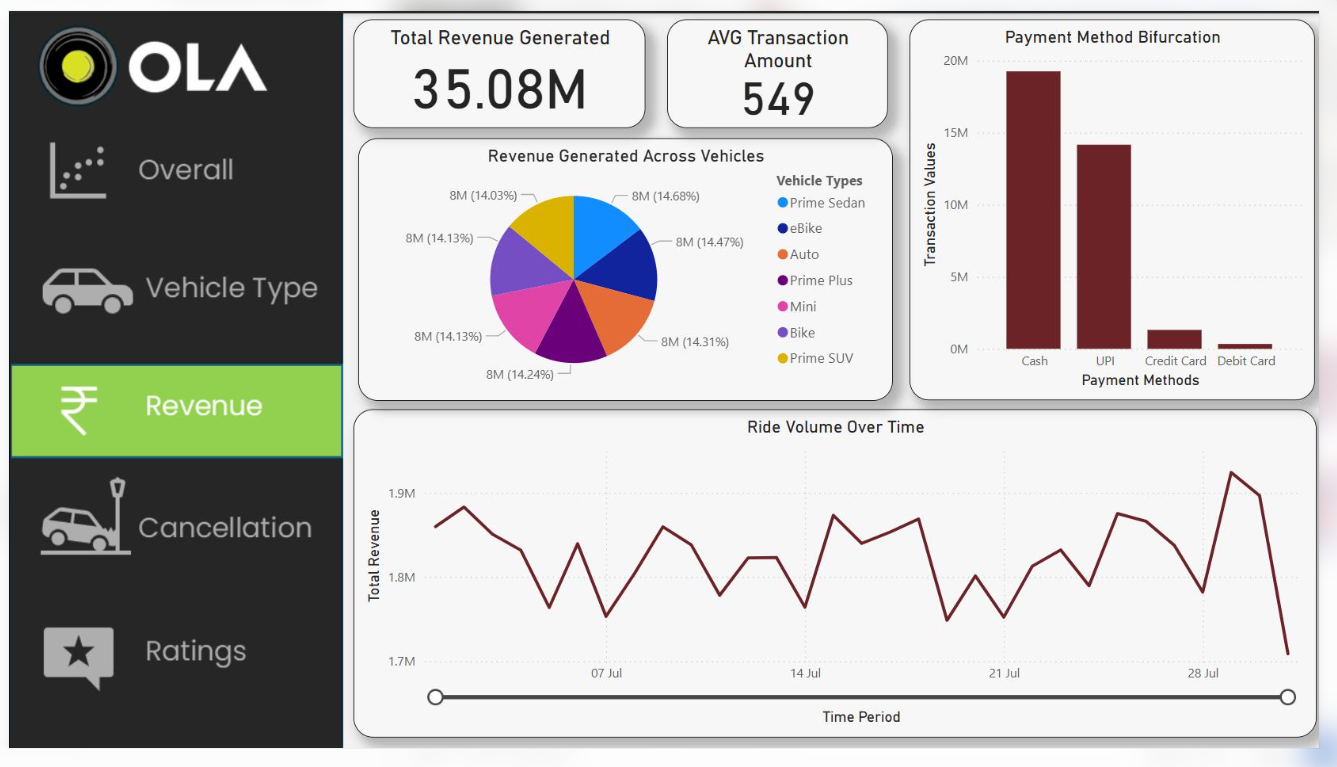 OLA
Overall
Vehicle Type
₹ Revenue
Cancellation
Ratings
Total Revenue Generated
35.08M
AVG Transaction
Amount
549
Revenue Generated Across Vehicles
8M (14.03%)
8M (14.68%)
8M (14.13%)
8M (14.47%)
8M (14.13%)
8M (14.31%)
8M (14.24%)
Vehicle Types
Prime Sedan
eBike
Auto
Prime Plus
Mini
Bike
Prime SUV
Payment Method Bifurcation
Transaction Values
20M
15M
10M
5M
0M
Cash UPI Credit Card Debit Card
Payment Methods
Ride Volume Over Time
Total Revenue
1.9M
1.8M
1.7M
07 Jul 14 Jul 21 Jul 28 Jul
Time Period